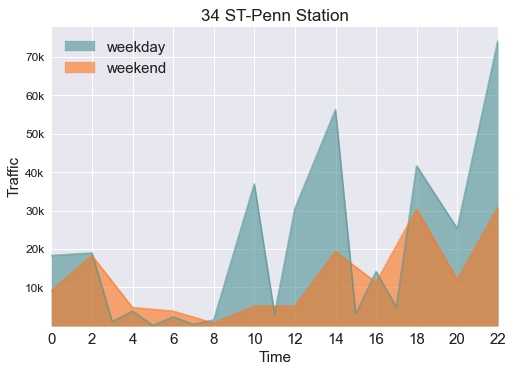 34 ST-Penn Station
weekday
weekend
Traffic
70k
60k
50k
40k
30k
20k
10k
0 2 4 6 8 10 12 14 16 18 20 22
Time